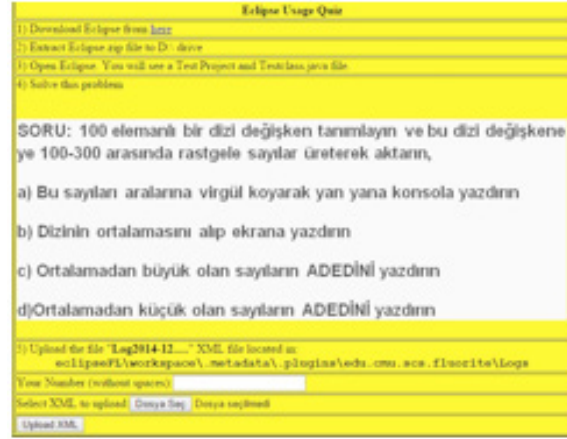 Eclipse Usage Quiz
1) Download Eclipse from here
2) Extract Eclipse zip file to D:\ drive
3) Open Eclipse. You will see a Test Project and Testclass.java file
4) Solve this problem
SORU: 100 elemanlı bir dizi değişken tanımlayın ve bu dizi değişkene
ye 100-300 arasında rastgele sayılar üreterek aktarın,
a) Bu sayıları aralarına virgül koyarak yan yana konsola yazdırın
b) Dizinin ortalamasını alıp ekrana yazdırın
c) Ortalamadan büyük olan sayıların ADEDİNİ yazdırın
d)Ortalamadan küçük olan sayıların ADEDİNİ yazdırın
5) Upload the file "Log2014-12....." XML file located in:
eclipseFL\workspace\.metadata\.plugins\edu.cmu.scs.fluorite\Logs
Your Number (without spaces):
Select XML to upload: Dosya Seç Dosya seçilmedi
Upload XML